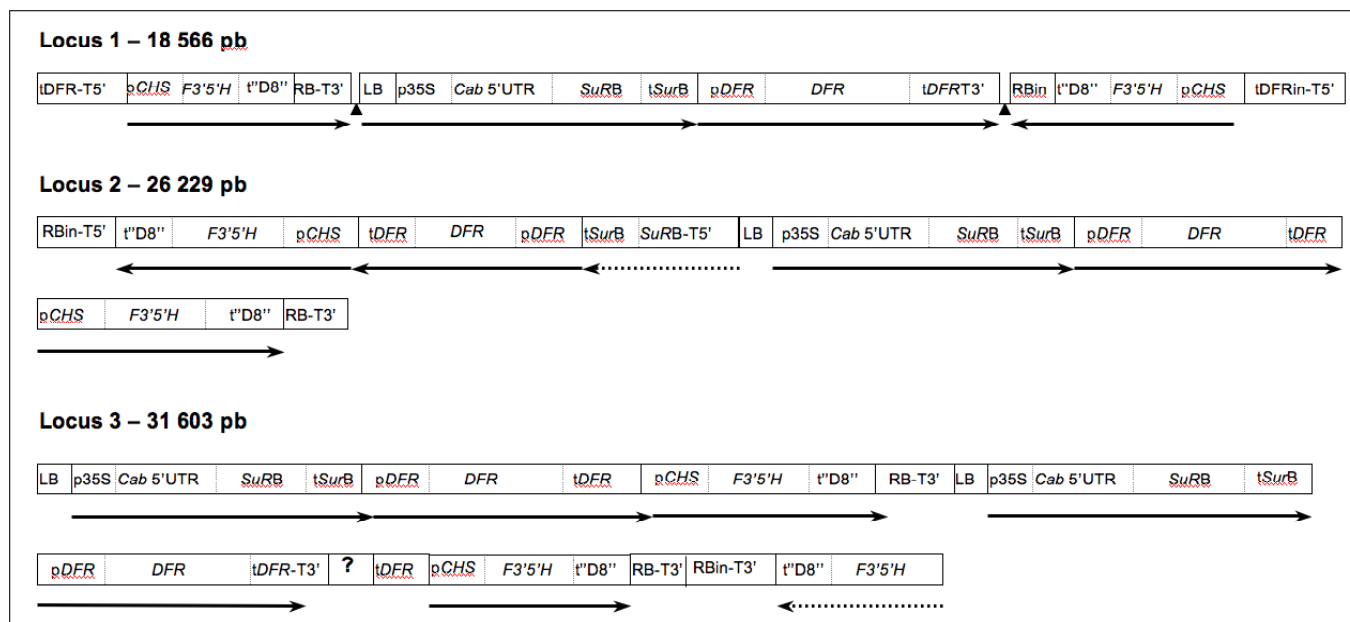 Locus 1 – 18 566 pb
tDFR-T5' pCHS F3'5'H t''D8'' RB-T3' LB p35S Cab 5'UTR SuRB tSurB pDFR DFR tDFRT3' RBin t''D8'' F3'5'H pCHS tDFRin-T5'
Locus 2 – 26 229 pb
RBin-T5' t''D8'' F3'5'H pCHS tDFR DFR pDFR tSurB SuRB-T5' LB p35S Cab 5'UTR SuRB tSurB pDFR DFR tDFR
pCHS F3'5'H t''D8'' RB-T3'
Locus 3 – 31 603 pb
LB p35S Cab 5'UTR SuRB tSurB pDFR DFR tDFR pCHS F3'5'H t''D8'' RB-T3' LB p35S Cab 5'UTR SuRB tSurB
pDFR DFR tDFR-T3' ? tDFR pCHS F3'5'H t''D8'' RB-T3' RBin-T3' t''D8'' F3'5'H